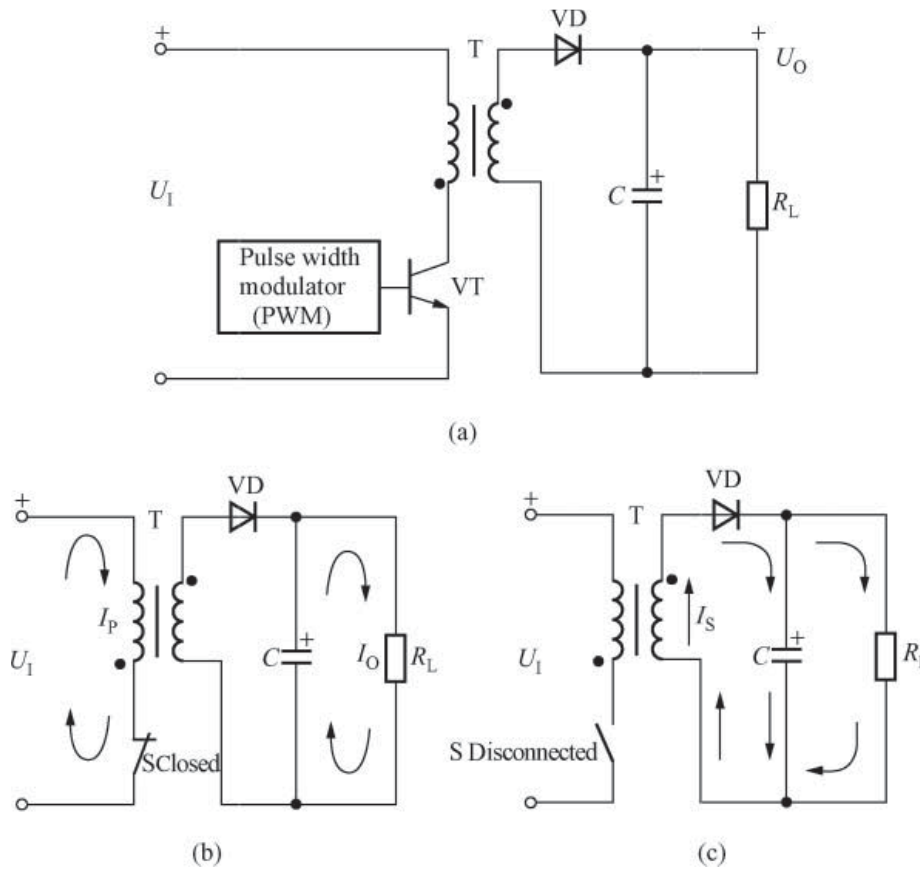 +
VD
+
T
U_O
U_I
C
+
R_L
Pulse width
modulator
(PWM)
VT
(a)
+
VD
T
I_P
U_I
C
+
I_O
R_L
SClosed
(b)
+
VD
T
I_S
U_I
C
+
S Disconnected
(c)